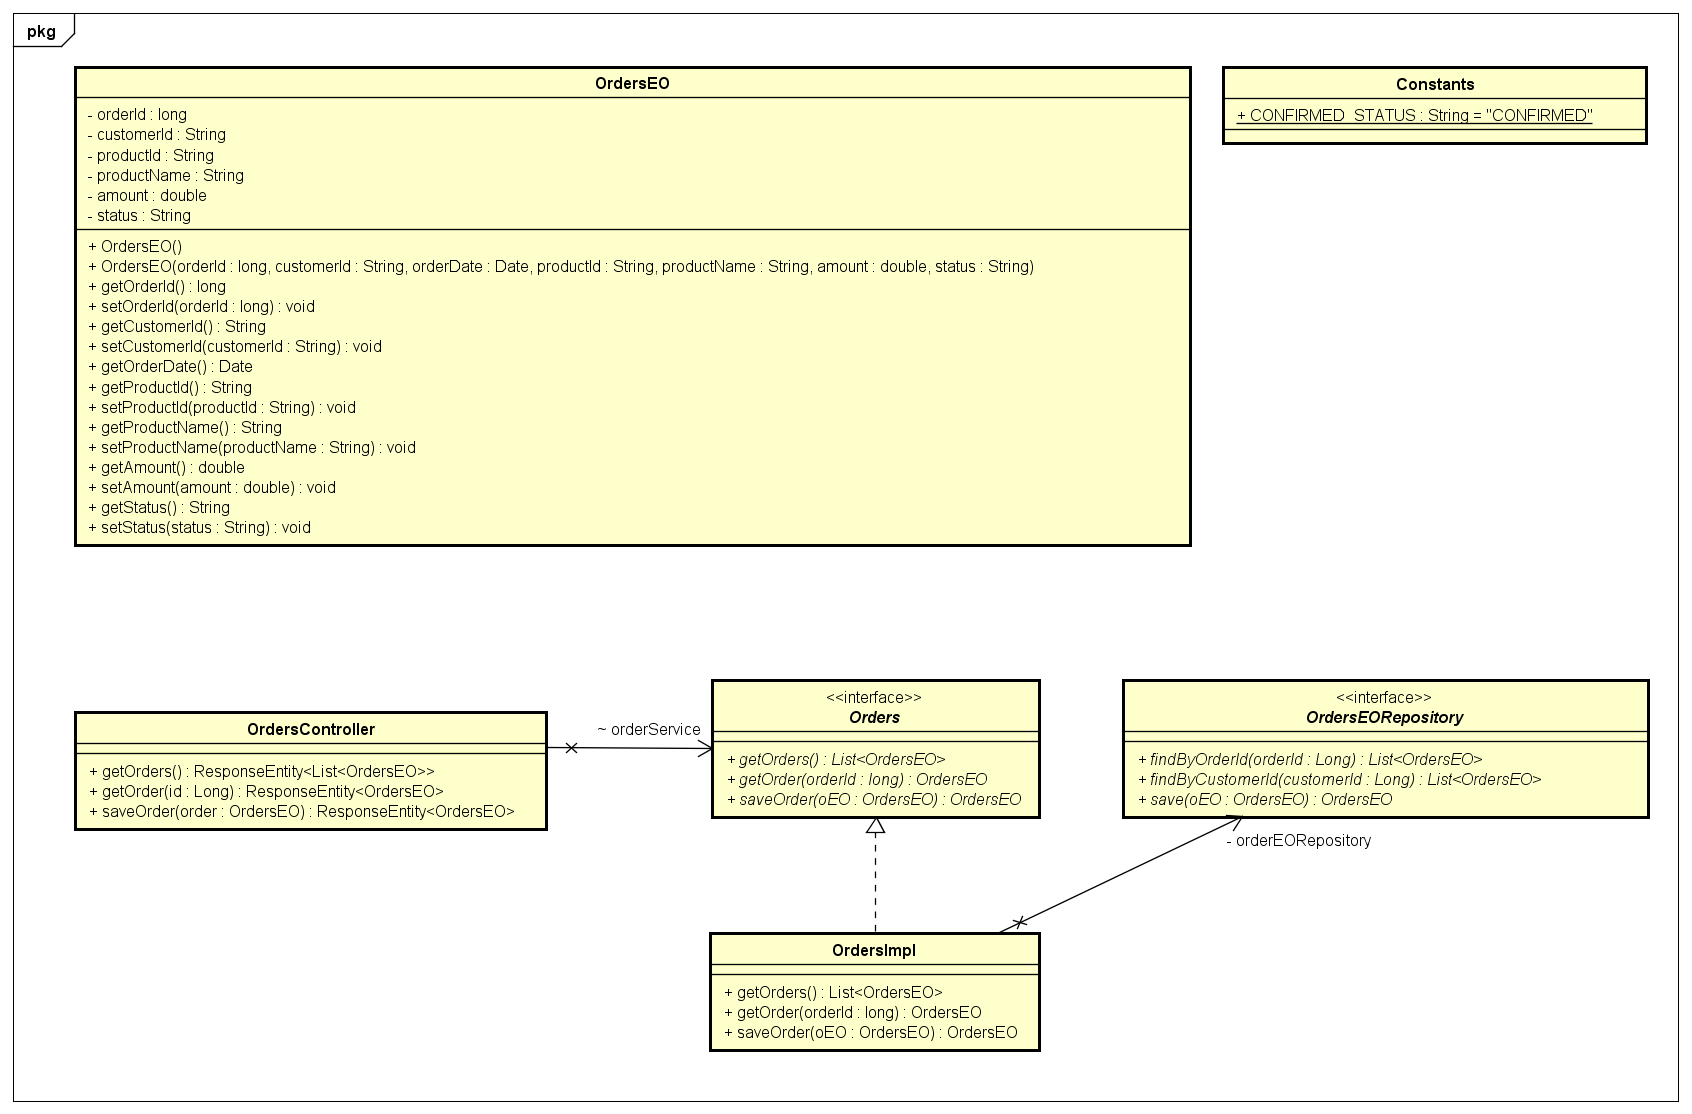 pkg
OrdersEO
- orderId : long
- customerId : String
- productId : String
- productName : String
- amount : double
- status : String
+ OrdersEO()
+ OrdersEO(orderId : long, customerId : String, orderDate : Date, productId : String, productName : String, amount : double, status : String)
+ getOrderId() : long
+ setOrderId(orderId : long) : void
+ getCustomerId() : String
+ setCustomerId(customerId : String) : void
+ getOrderDate() : Date
+ getProductId() : String
+ setProductId(productId : String) : void
+ getProductName() : String
+ setProductName(productName : String) : void
+ getAmount() : double
+ setAmount(amount : double) : void
+ getStatus() : String
+ setStatus(status : String) : void
Constants
+ CONFIRMED_STATUS : String = "CONFIRMED"
OrdersController
+ getOrders() : ResponseEntity<List<OrdersEO>>
+ getOrder(id : Long) : ResponseEntity<OrdersEO>
+ saveOrder(order : OrdersEO) : ResponseEntity<OrdersEO>
~ orderService
<<interface>>
Orders
+ getOrders() : List<OrdersEO>
+ getOrder(orderId : long) : OrdersEO
+ saveOrder(oEO : OrdersEO) : OrdersEO
<<interface>>
OrdersEORepository
+ findByOrderId(orderId : Long) : List<OrdersEO>
+ findByCustomerId(customerId : Long) : List<OrdersEO>
+ save(oEO : OrdersEO) : OrdersEO
- orderEORepository
OrdersImpl
+ getOrders() : List<OrdersEO>
+ getOrder(orderId : long) : OrdersEO
+ saveOrder(oEO : OrdersEO) : OrdersEO